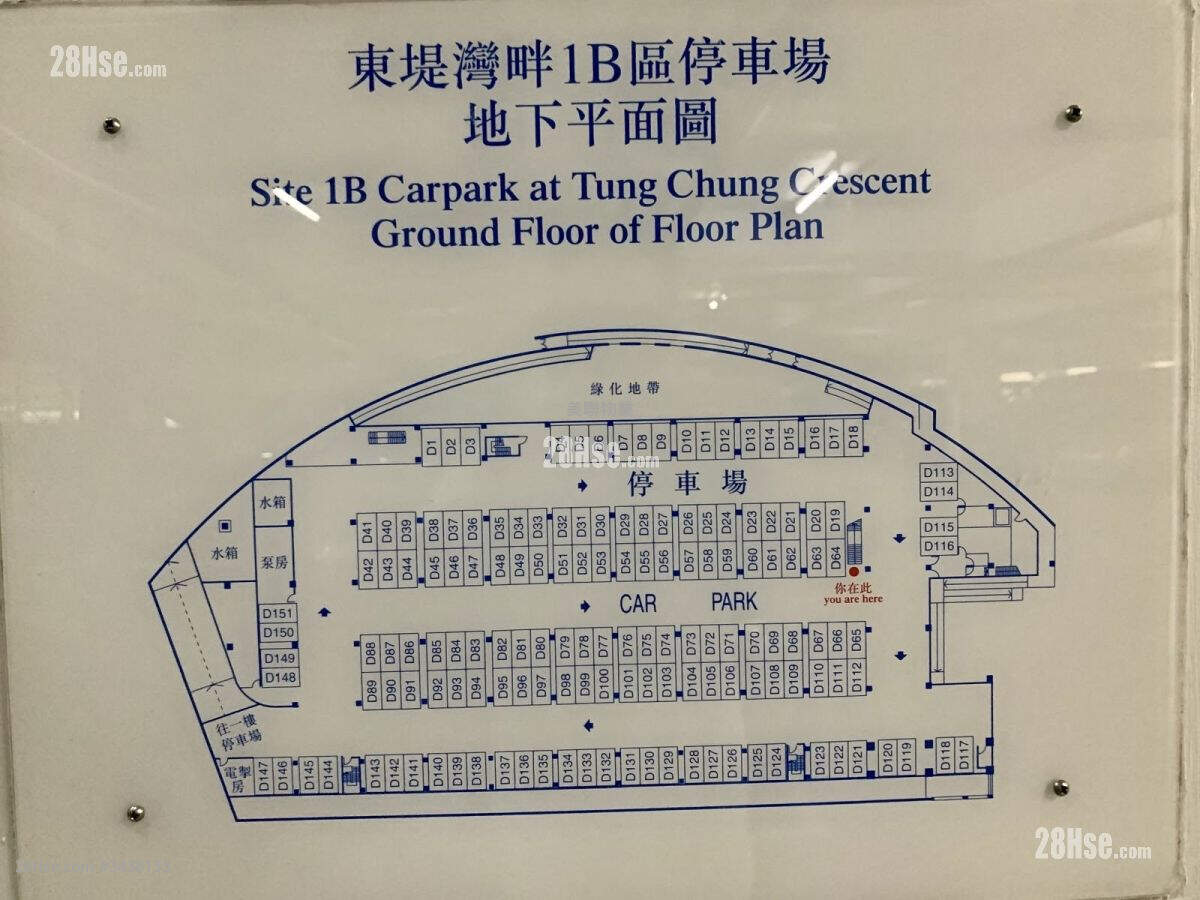 28Hse.com
東堤灣畔1B區停車場
地下平面圖
Site 1B Carpark at Tung Chung Crescent
Ground Floor of Floor Plan
綠化地帶
D1 D2 D3 D4 D5 D6 D7 D8 D9 D10 D11 D12 D13 D14 D15 D16 D17 D18
28Hse.com
停車場
D113
D114
D115
D116
水箱
水箱
泵房
D41 D40 D39 D38 D37 D36 D35 D34 D33 D32 D31 D30 D29 D28 D27 D26 D25 D24 D23 D22 D21 D20 D19
D42 D43 D44 D45 D46 D47 D48 D49 D50 D51 D52 D53 D54 D55 D56 D57 D58 D59 D60 D61 D62 D63 D64
你在此
you are here
CAR PARK
D151
D150
D149
D148
D88 D87 D86 D85 D84 D83 D82 D81 D80 D79 D78 D77 D76 D75 D74 D73 D72 D71 D70 D69 D68 D67 D66 D65
D89 D90 D91 D92 D93 D94 D95 D96 D97 D98 D99 D100 D101 D102 D103 D104 D105 D106 D107 D108 D109 D110 D111 D112
往一樓
停車場
電掣
房
D147 D146 D145 D144 D143 D142 D141 D140 D139 D138 D137 D136 D135 D134 D133 D132 D131 D130 D129 D128 D127 D126 D125 D124 D123 D122 D121 D120 D119 D118 D117
28Hse.com